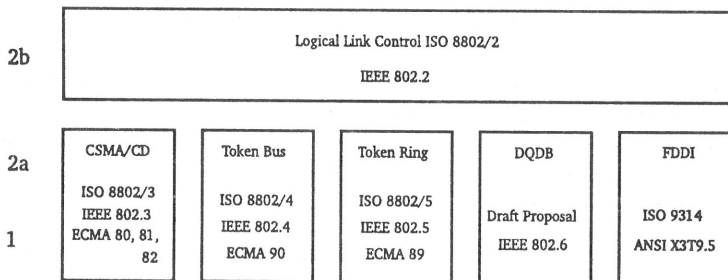 2b
Logical Link Control ISO 8802/2
IEEE 802.2
2a
1
CSMA/CD
ISO 8802/3
IEEE 802.3
ECMA 80, 81,
82
Token Bus
ISO 8802/4
IEEE 802.4
ECMA 90
Token Ring
ISO 8802/5
IEEE 802.5
ECMA 89
DQDB
Draft Proposal
IEEE 802.6
FDDI
ISO 9314
ANSI X3T9.5